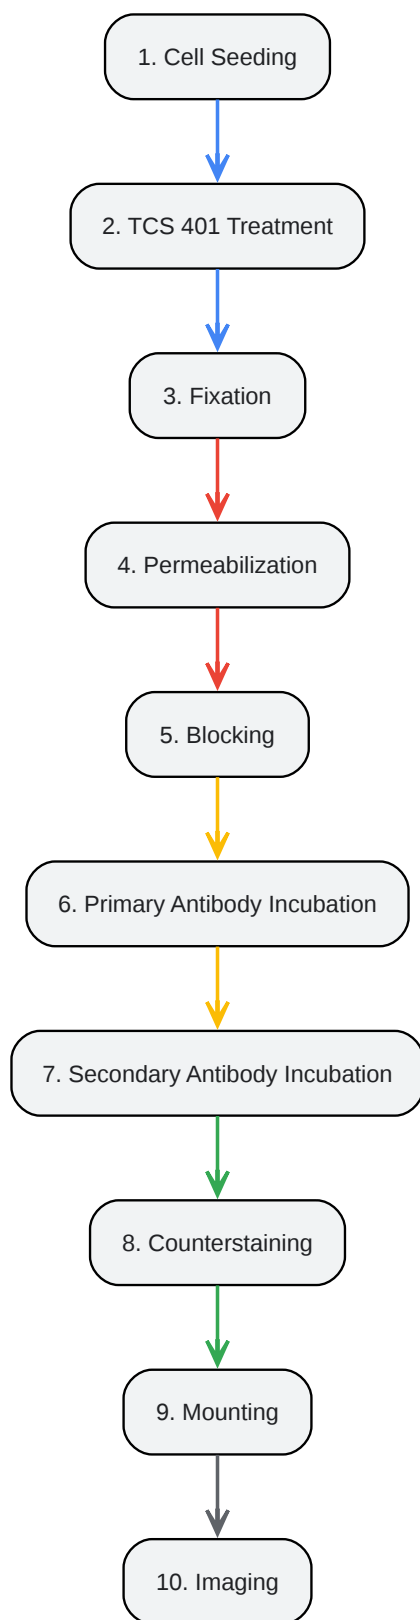 1. Cell Seeding
2. TCS 401 Treatment
3. Fixation
4. Permeabilization
5. Blocking
6. Primary Antibody Incubation
7. Secondary Antibody Incubation
8. Counterstaining
9. Mounting
10. Imaging